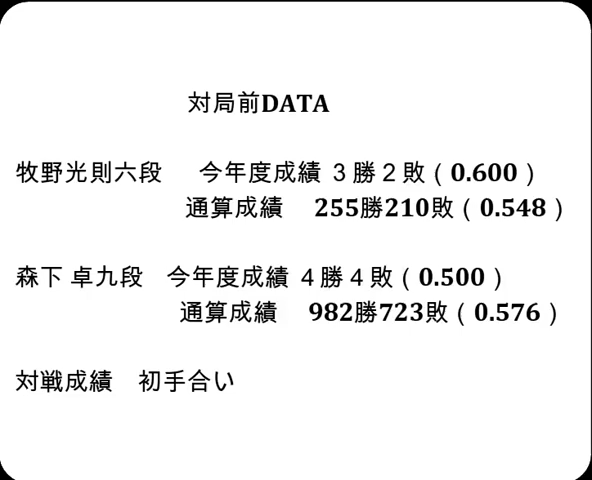 対局前DATA
牧野光則六段　今年度成績 ３勝２敗（0.600）
通算成績　255勝210敗（0.548）
森下 卓九段　今年度成績 ４勝４敗（0.500）
通算成績　982勝723敗（0.576）
対戦成績　初手合い